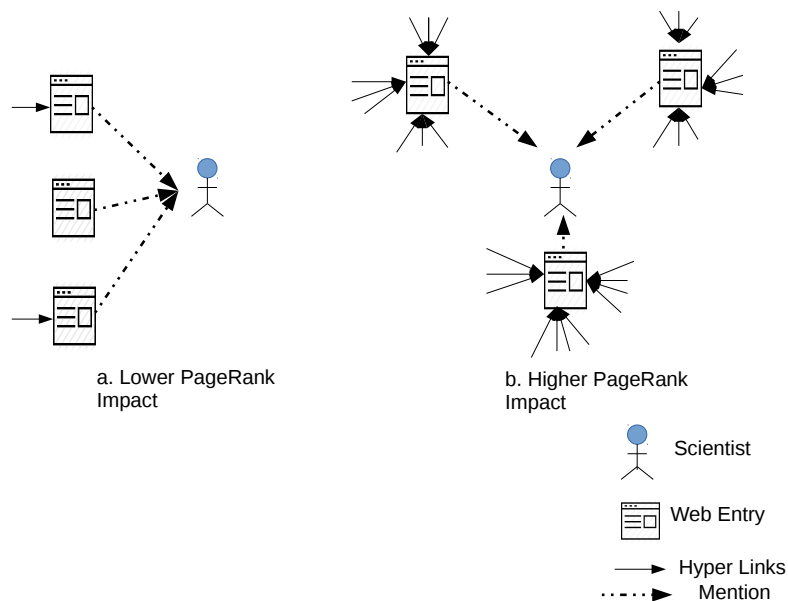 a. Lower PageRank
Impact
b. Higher PageRank
Impact
Scientist
Web Entry
Hyper Links
Mention